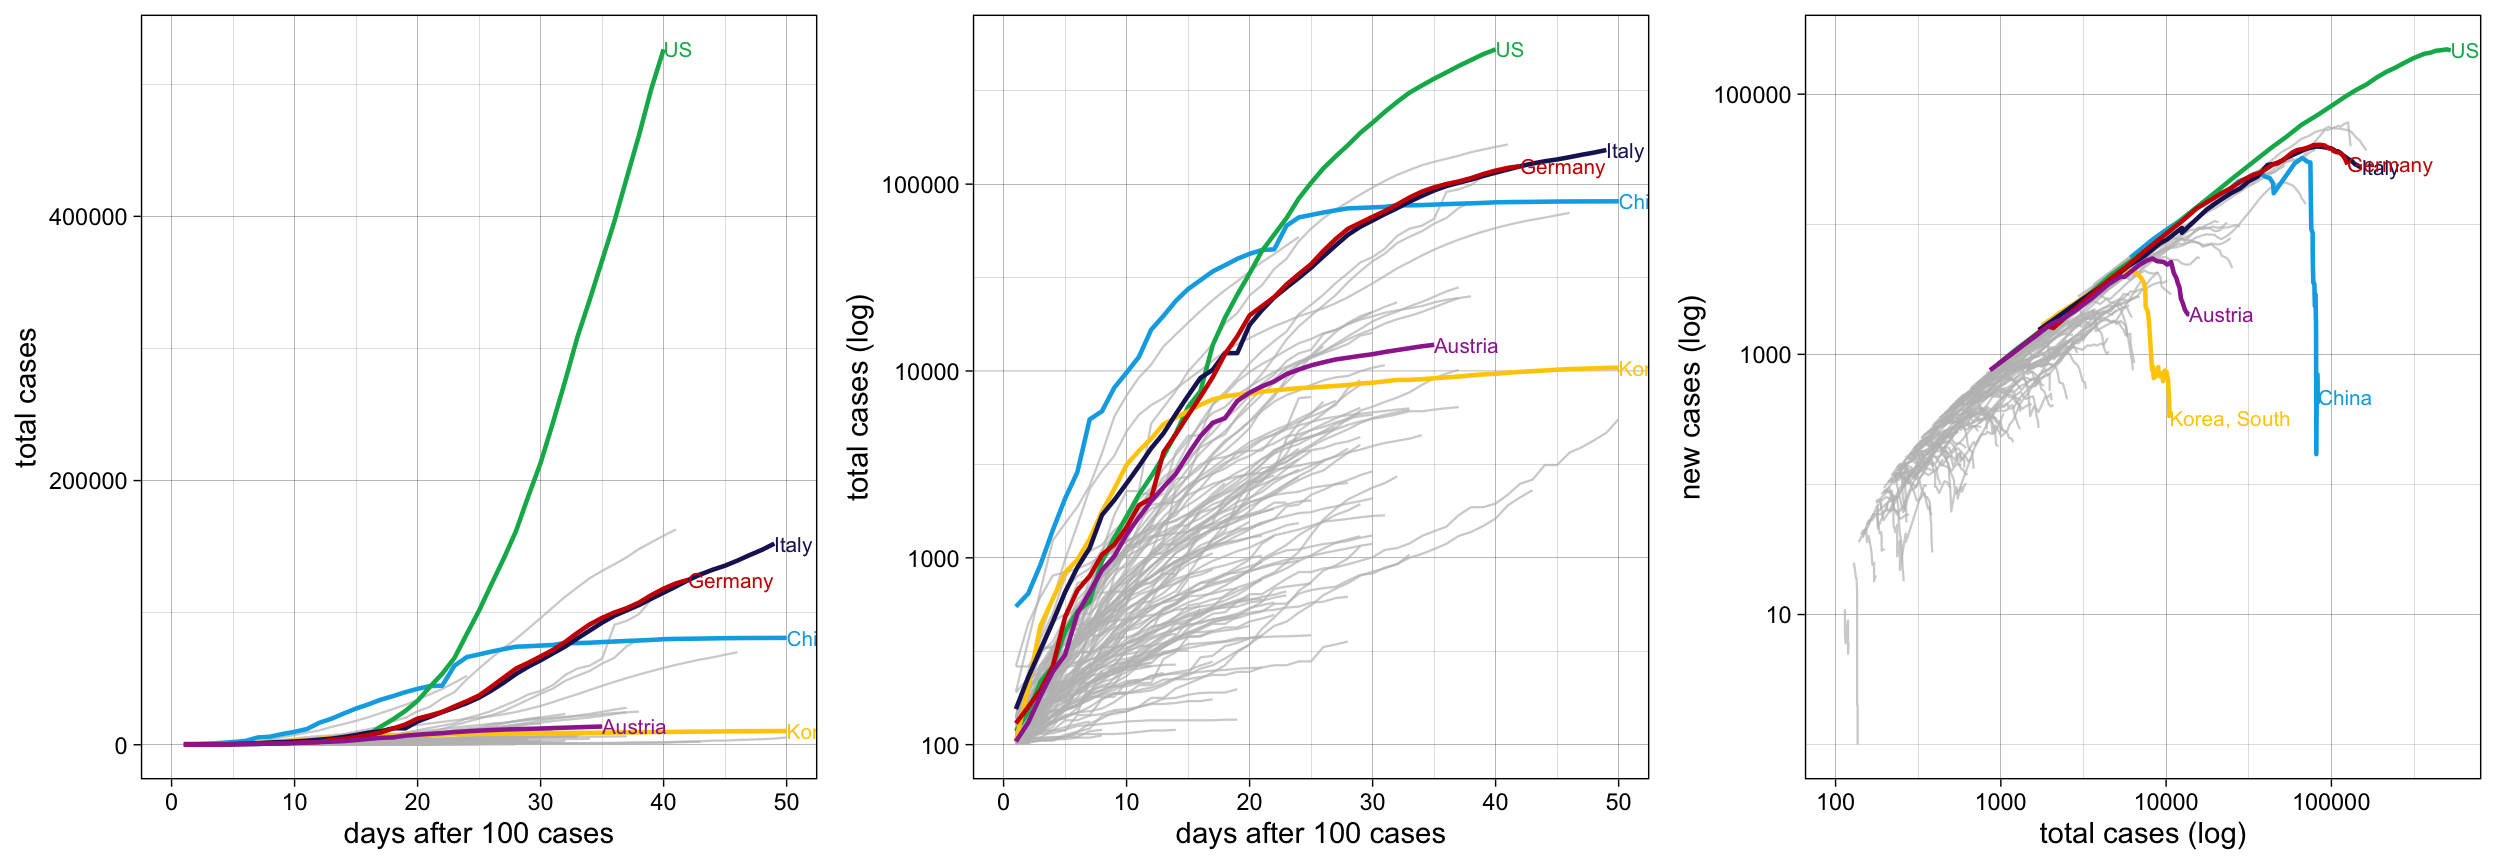 total cases
400000
200000
0
US
Italy
Germany
Chi
Austria
Kor
0 10 20 30 40 50
days after 100 cases
total cases (log)
100000
10000
1000
100
US
Italy
Germany
Chi
Austria
Kor
0 10 20 30 40 50
days after 100 cases
new cases (log)
100000
1000
10
US
Germany
Italy
Austria
China
Korea, South
100 1000 10000 100000
total cases (log)